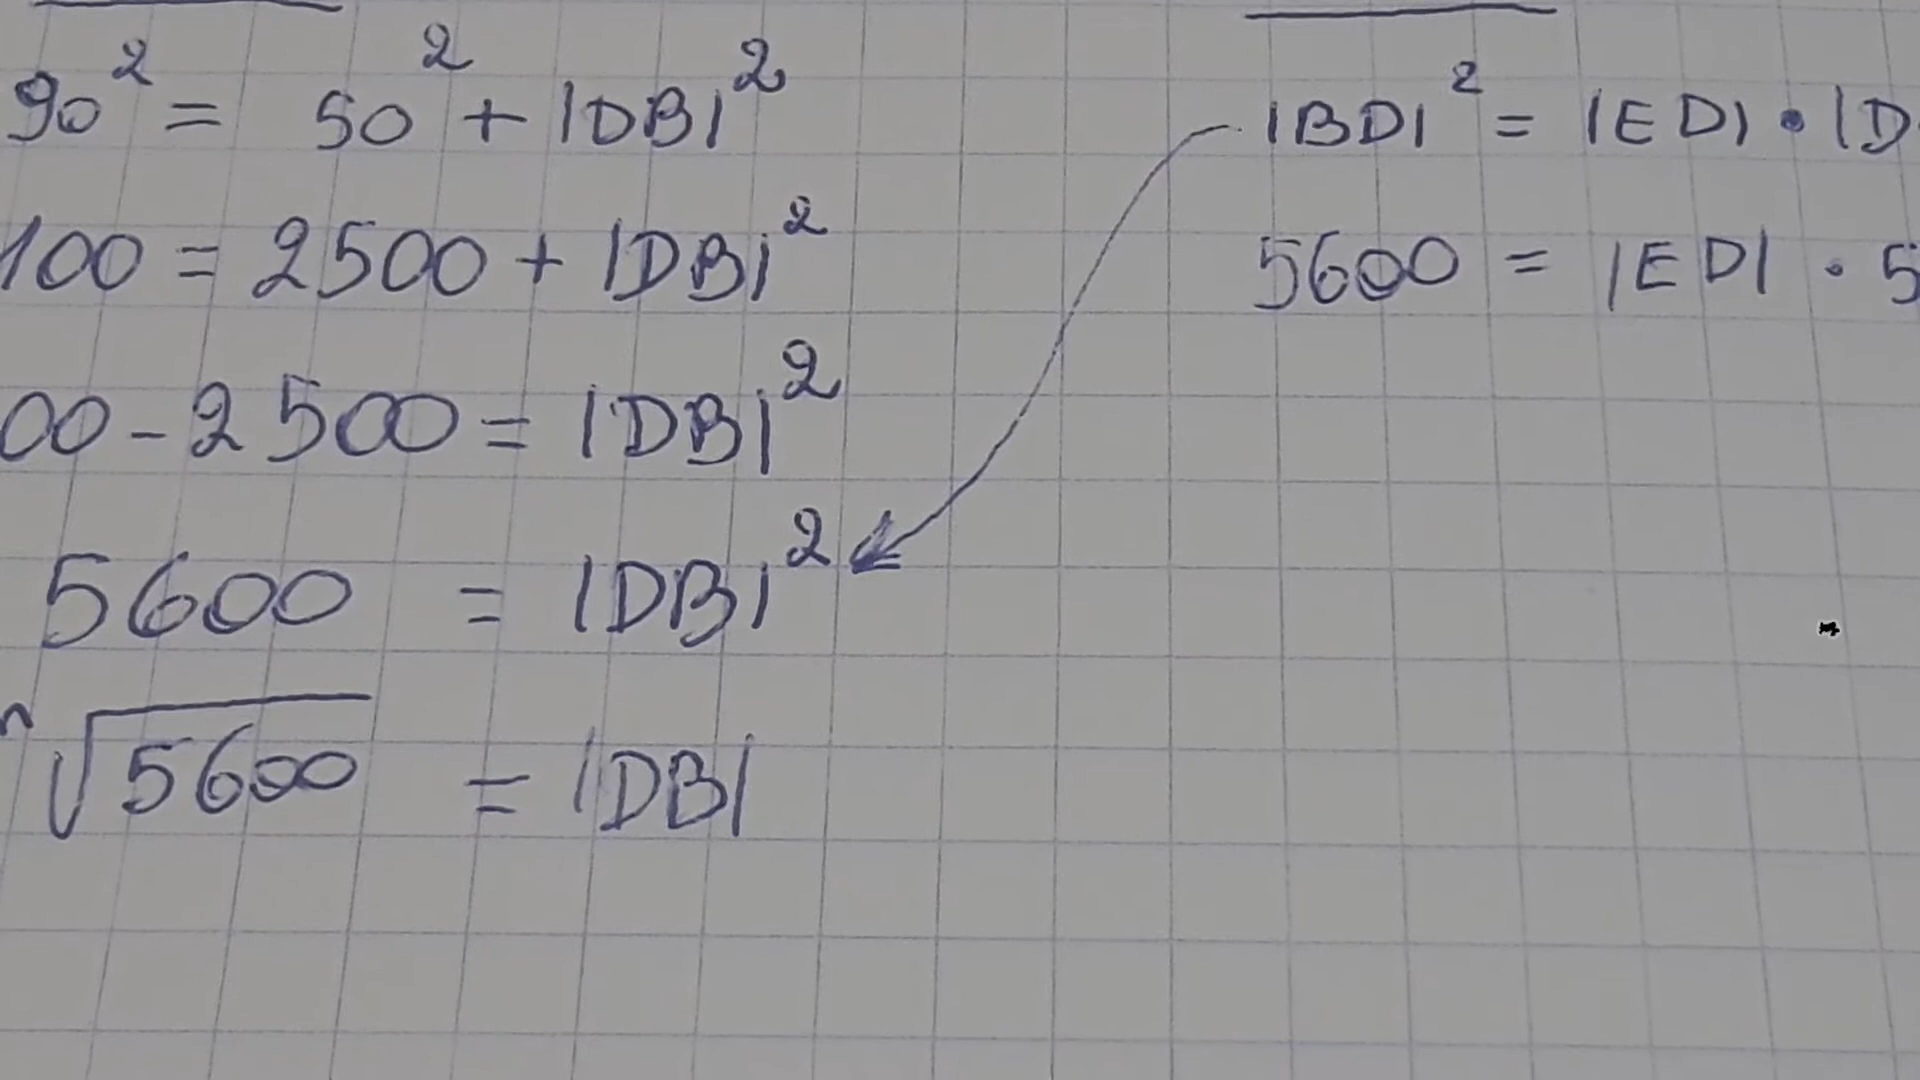 90² = 50² + |DB|²
100 = 2500 + |DB|²
00 - 2500 = |DB|²
5600 = |DB|²
√5600 = |DB|
|BD|² = |ED| • |D
5600 = |ED| • 5